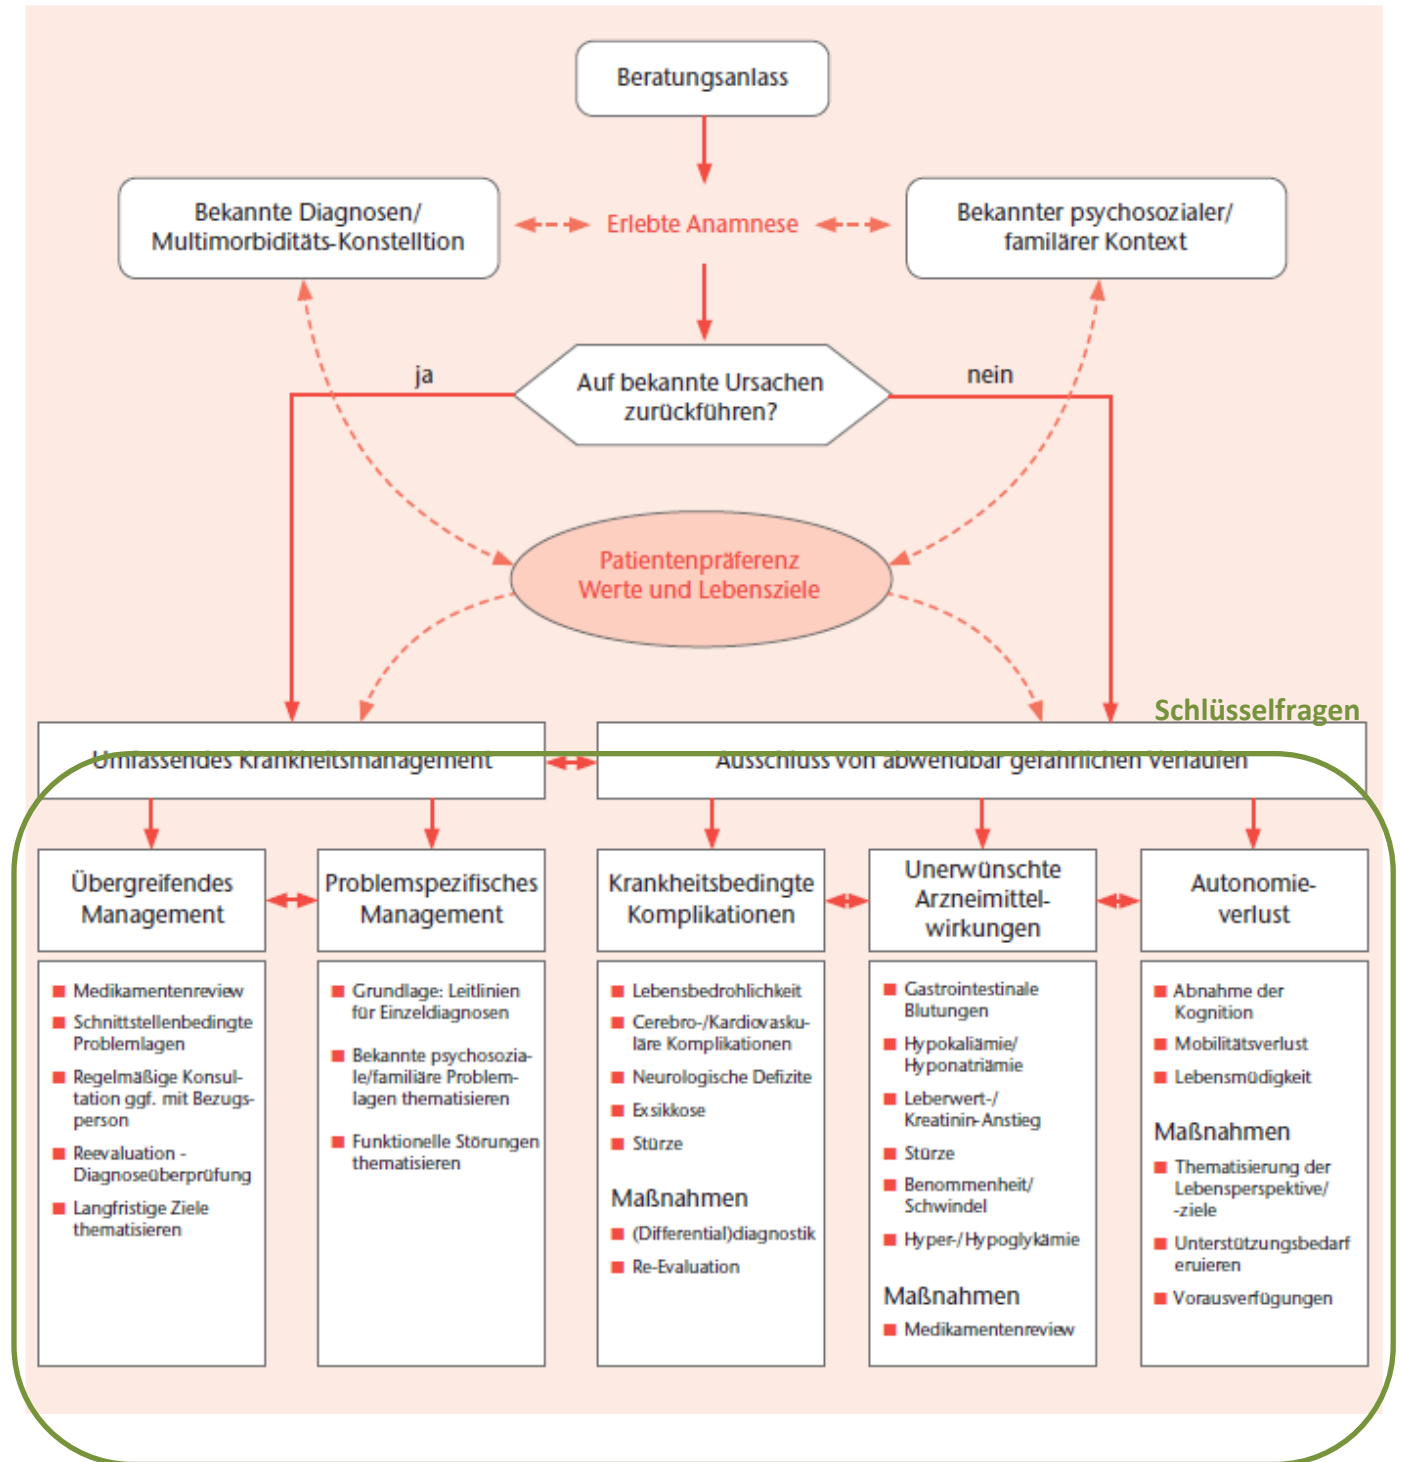 Beratungsanlass
Bekannte Diagnosen/
Multimorbiditäts-Konstelltion
Erlebte Anamnese
Bekannter psychosozialer/
familärer Kontext
ja
Auf bekannte Ursachen
zurückführen?
nein
Patientenpräferenz
Werte und Lebensziele
Schlüsselfragen
Umfassendes Krankheitsmanagement
Ausschluss von abwendbar gefährlichen Verläufen
Übergreifendes
Management
Medikamentenreview
Schnittstellenbedingte
Problemlagen
Regelmäßige Konsul-
tation ggf. mit Bezugs-
person
Reevaluation -
Diagnoseüberprüfung
Langfristige Ziele
thematisieren
Problemspezifisches
Management
Grundlage: Leitlinien
für Einzeldiagnosen
Bekannte psychosozia-
le/familiäre Problem-
lagen thematisieren
Funktionelle Störungen
thematisieren
Krankheitsbedingte
Komplikationen
Lebensbedrohlichkeit
Cerebro-/Kardiovasku-
läre Komplikationen
Neurologische Defizite
Exsikkose
Stürze
Maßnahmen
(Differential)diagnostik
Re-Evaluation
Unerwünschte
Arzneimittel-
wirkungen
Gastrointestinale
Blutungen
Hypokaliämie/
Hyponatriämie
Leberwert-/
Kreatinin-Anstieg
Stürze
Benommenheit/
Schwindel
Hyper-/Hypoglykämie
Maßnahmen
Medikamentenreview
Autonomie-
verlust
Abnahme der
Kognition
Mobilitätsverlust
Lebensmüdigkeit
Maßnahmen
Thematisierung der
Lebensperspektive/
-ziele
Unterstützungsbedarf
eruieren
Vorausverfügungen